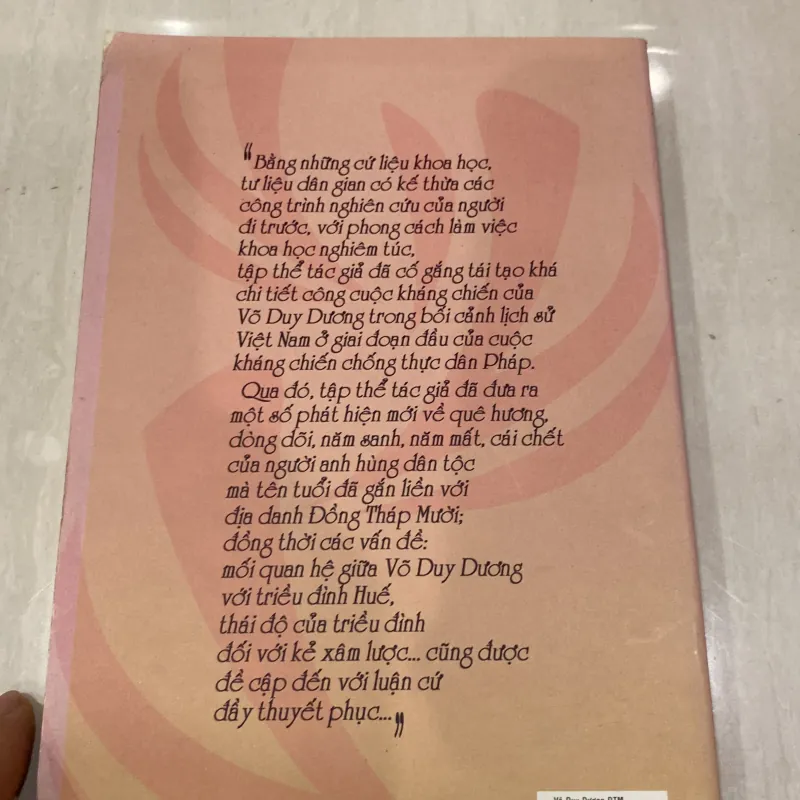 "Bằng những cứ liệu khoa học,
tư liệu dân gian có kế thừa các
công trình nghiên cứu của người
đi trước, với phong cách làm việc
khoa học nghiêm túc,
tập thể tác giả đã cố gắng tái tạo khá
chi tiết công cuộc kháng chiến của
Võ Duy Dương trong bối cảnh lịch sử
Việt Nam ở giai đoạn đầu của cuộc
kháng chiến chống thực dân Pháp.
Qua đó, tập thể tác giả đã đưa ra
một số phát hiện mới về quê hương,
dòng dõi, năm sanh, năm mất, cái chết
của người anh hùng dân tộc
mà tên tuổi đã gắn liền với
địa danh Đồng Tháp Mười;
đồng thời các vấn đề:
mối quan hệ giữa Võ Duy Dương
với triều đình Huế,
thái độ của triều đình
đối với kẻ xâm lược... cũng được
đề cập đến với luận cứ
đầy thuyết phục..."
Võ Duy Dương DTM